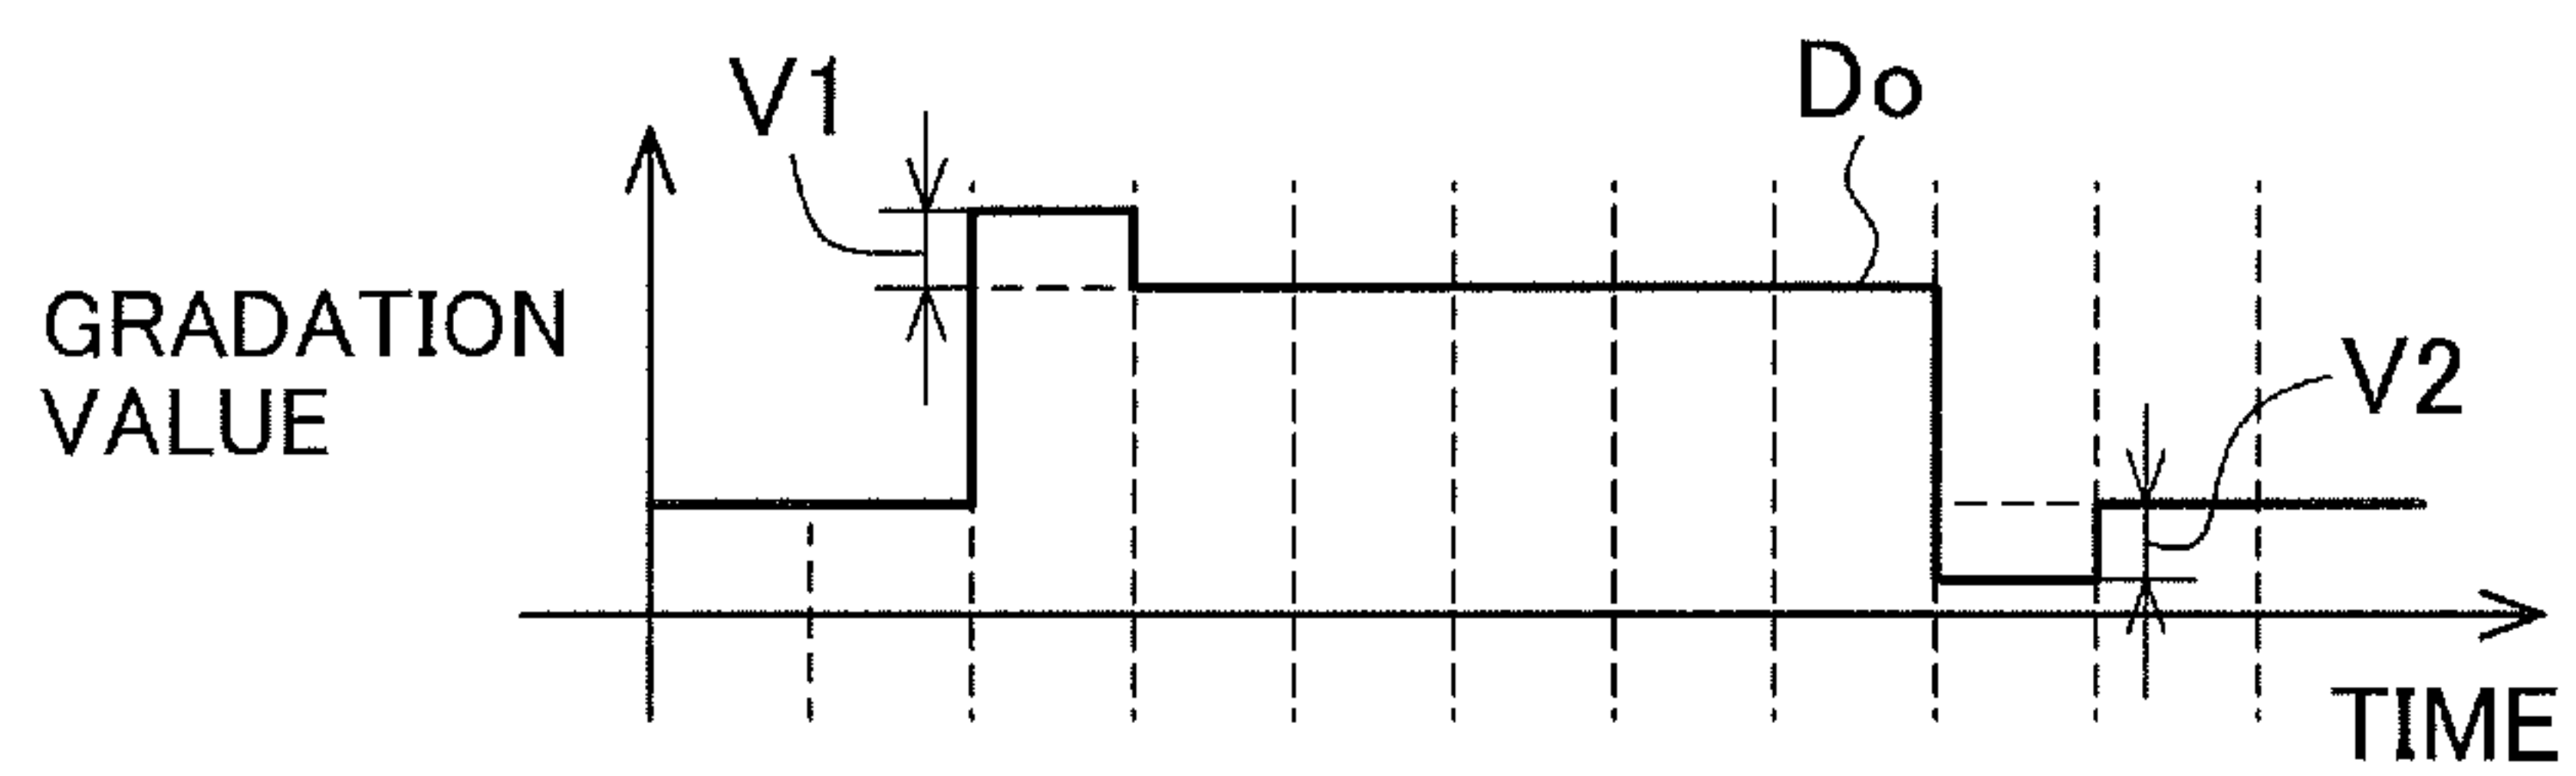 V1
Do
GRADATION
VALUE
V2
TIME